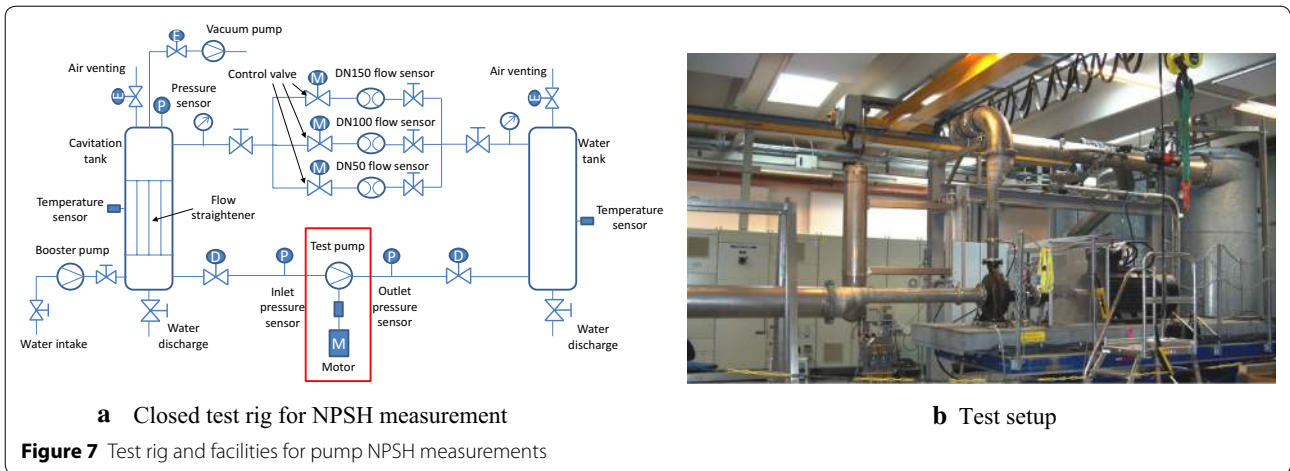 Vacuum pump
E
Air venting
E
P
Pressure
sensor
Control valve
M
DN150 flow sensor
M
DN100 flow sensor
M
DN50 flow sensor
Air venting
E
Cavitation
tank
Water
tank
Temperature
sensor
Flow
straightener
Temperature
sensor
Booster pump
D
P
Test pump
P
D
Inlet
pressure
sensor
Outlet
pressure
sensor
M
Motor
Water intake
Water
discharge
Water
discharge
a Closed test rig for NPSH measurement
b Test setup
Figure 7 Test rig and facilities for pump NPSH measurements